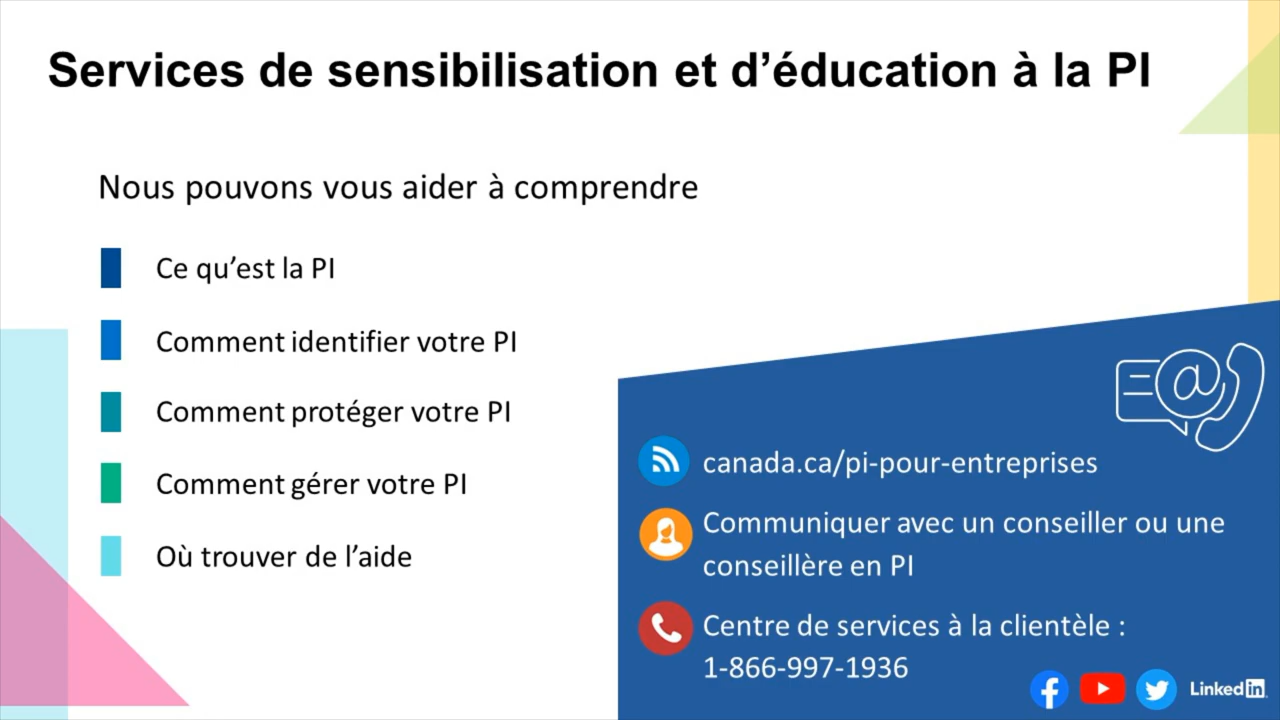 Services de sensibilisation et d’éducation à la PI
Nous pouvons vous aider à comprendre
Ce qu’est la PI
Comment identifier votre PI
Comment protéger votre PI
Comment gérer votre PI
Où trouver de l’aide
@
canada.ca/pi-pour-entreprises
Communiquer avec un conseiller ou une
conseillère en PI
Centre de services à la clientèle :
1-866-997-1936
f
Linked in